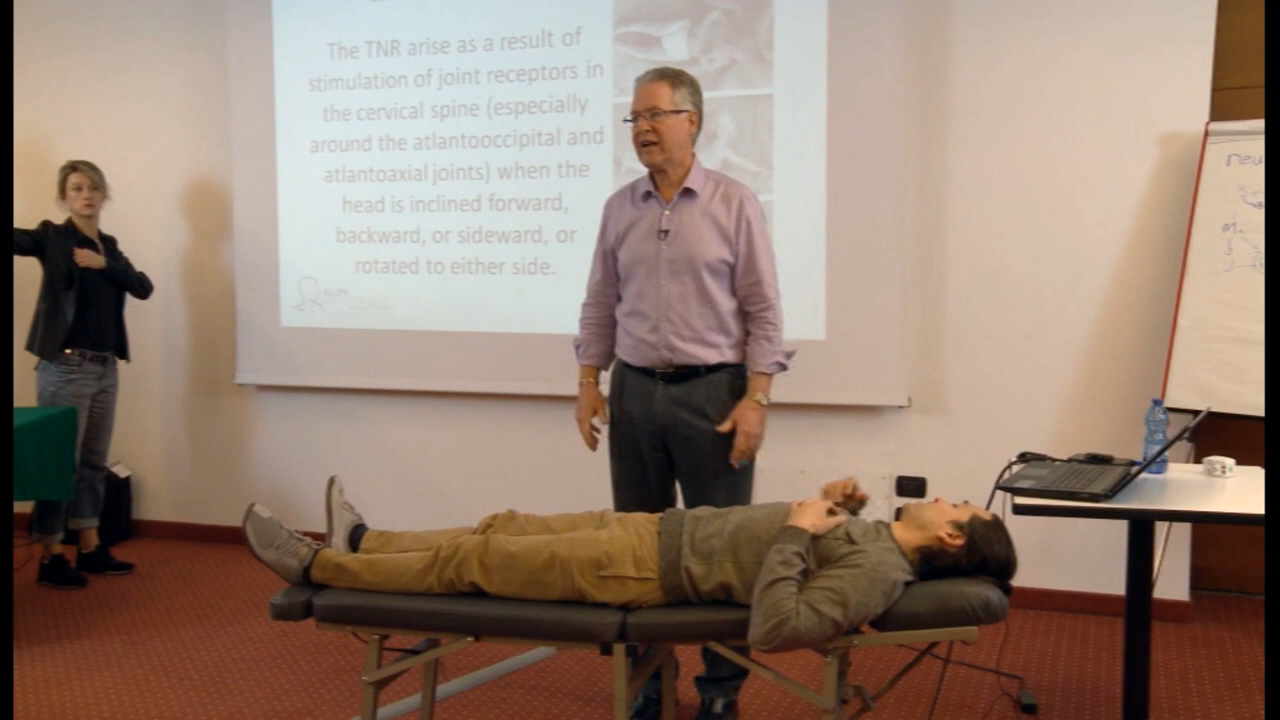 The TNR arise as a result of
stimulation of joint receptors in
the cervical spine (especially
around the atlantooccipital and
atlantoaxial joints) when the
head is inclined forward,
backward, or sideward, or
rotated to either side.
neu